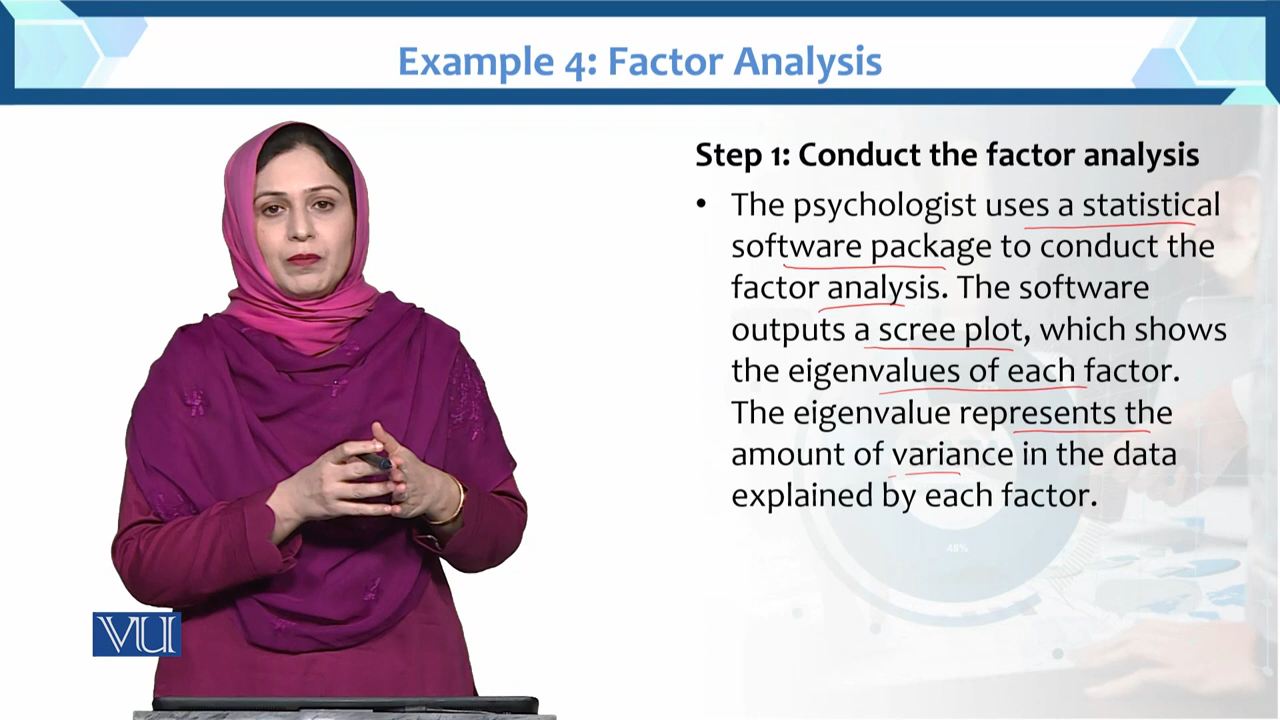 Example 4: Factor Analysis
Step 1: Conduct the factor analysis
• The psychologist uses a statistical
software package to conduct the
factor analysis. The software
outputs a scree plot, which shows
the eigenvalues of each factor.
The eigenvalue represents the
amount of variance in the data
explained by each factor.
48%
VU